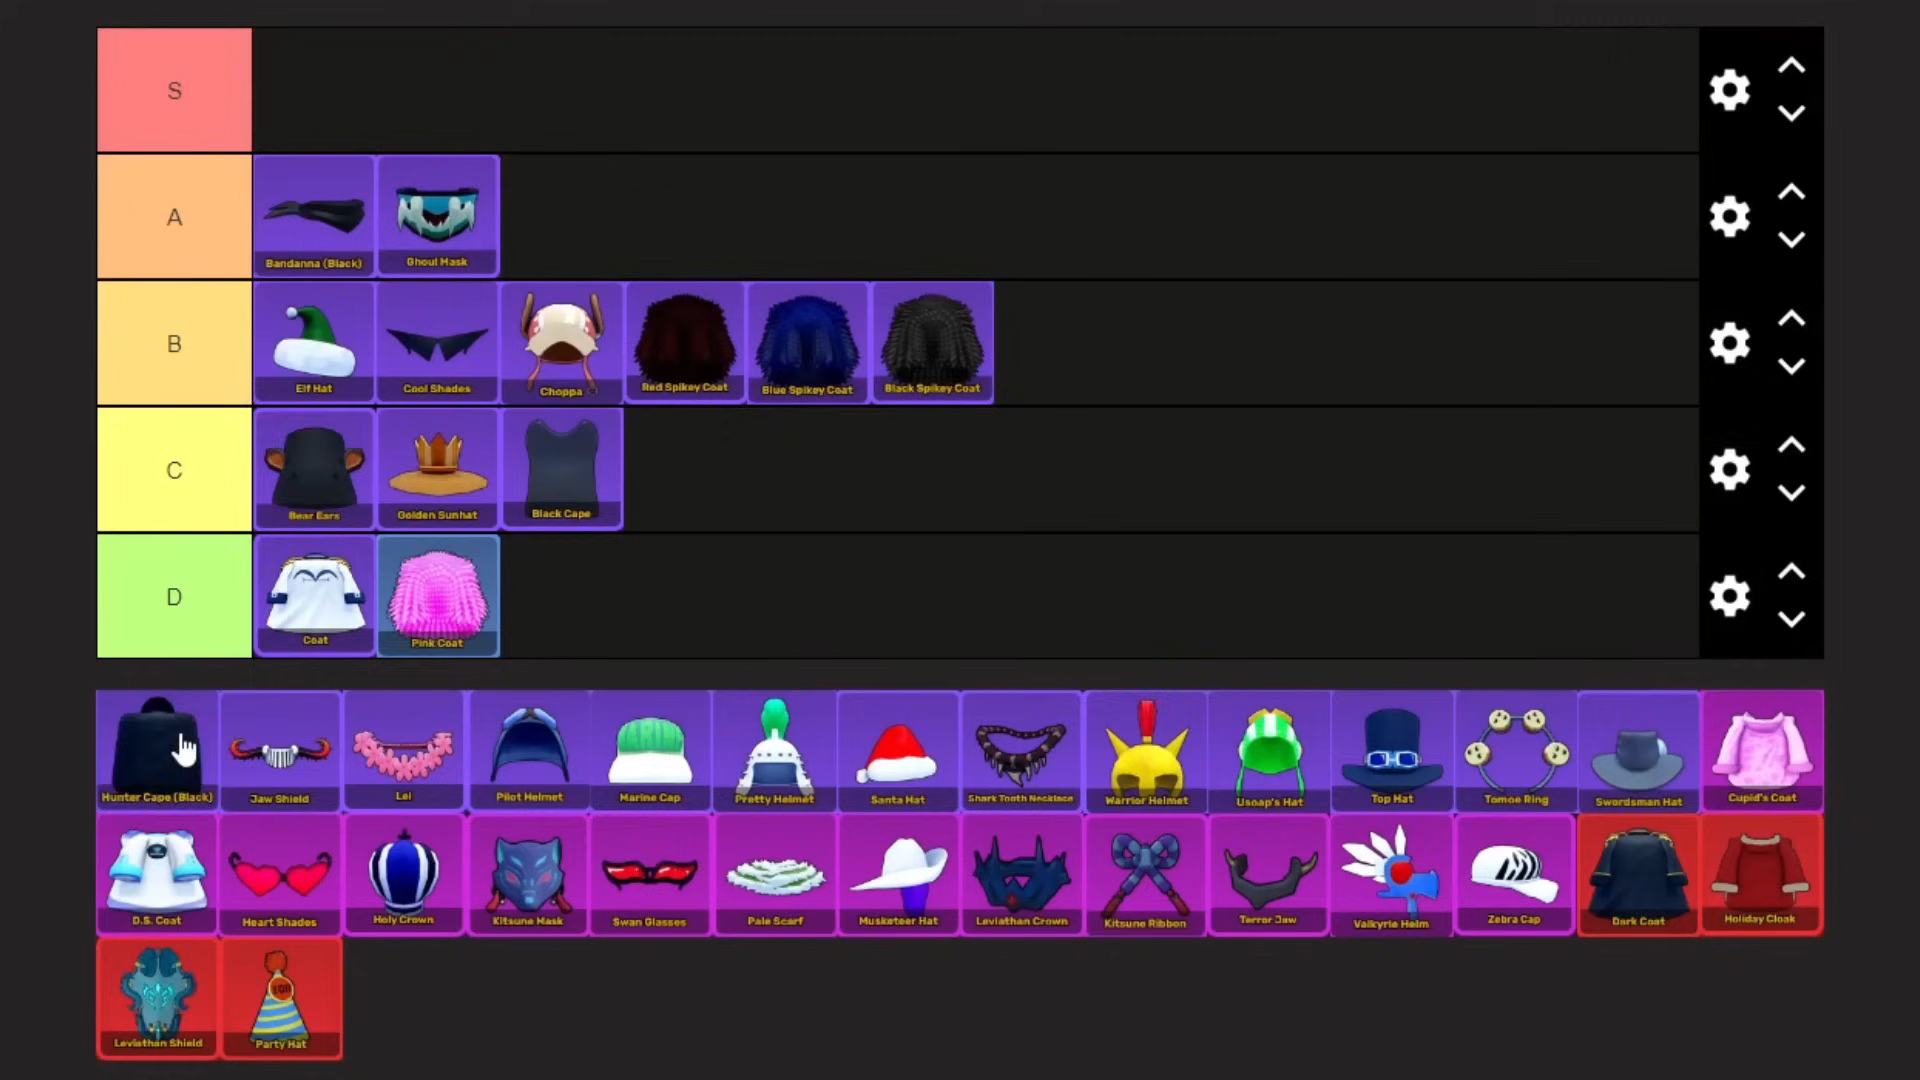 S
A
Bandanna (Black)
Ghoul Mask
B
Elf Hat
Cool Shades
Choppa
Red Spikey Coat
Blue Spikey Coat
Black Spikey Coat
C
Bear Ears
Golden Sunhat
Black Cape
D
Coat
Pink Coat
Hunter Cape (Black)
Jaw Shield
Lei
Pilot Helmet
Marine Cap
Pretty Helmet
Santa Hat
Shark Tooth Necklace
Warrior Helmet
Usoap's Hat
Top Hat
Tomoe Ring
Swordsman Hat
Cupid's Coat
D.S. Coat
Heart Shades
Holy Crown
Kitsune Mask
Swan Glasses
Pale Scarf
Musketeer Hat
Leviathan Crown
Kitsune Ribbon
Terror Jaw
Valkyrie Helm
Zebra Cap
Dark Coat
Holiday Cloak
Leviathan Shield
Party Hat